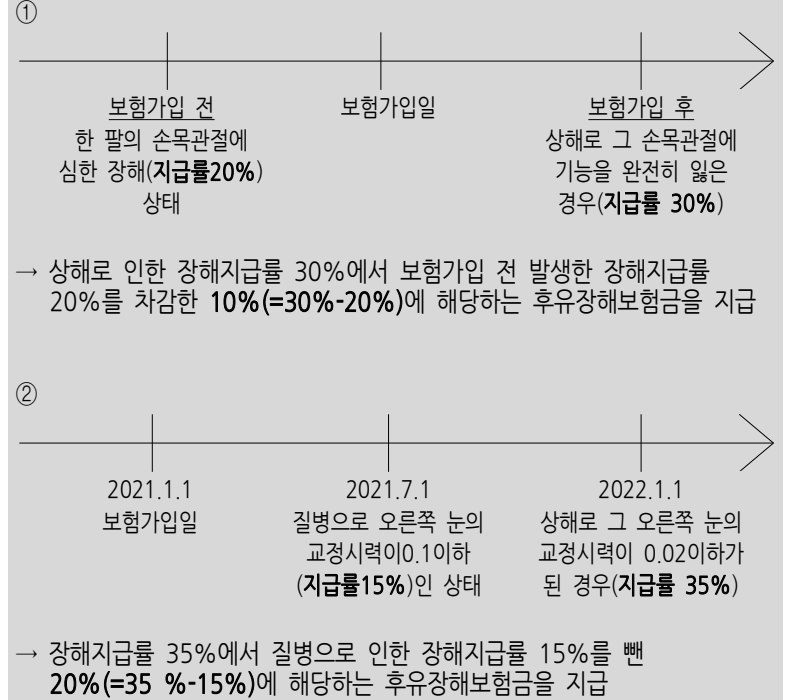 ①
보험가입 전 보험가입일 보험가입 후
한 팔의 손목관절에 상해로 그 손목관절에
심한 장해(지급률20%) 기능을 완전히 잃은
상태 경우(지급률 30%)
→ 상해로 인한 장해지급률 30%에서 보험가입 전 발생한 장해지급률
20%를 차감한 10%(=30%-20%)에 해당하는 후유장해보험금을 지급
②
2021.1.1 2021.7.1 2022.1.1
보험가입일 질병으로 오른쪽 눈의 상해로 그 오른쪽 눈의
교정시력이0.1이하 교정시력이 0.02이하가
(지급률15%)인 상태 된 경우(지급률 35%)
→ 장해지급률 35%에서 질병으로 인한 장해지급률 15%를 뺀
20%(=35 %-15%)에 해당하는 후유장해보험금을 지급